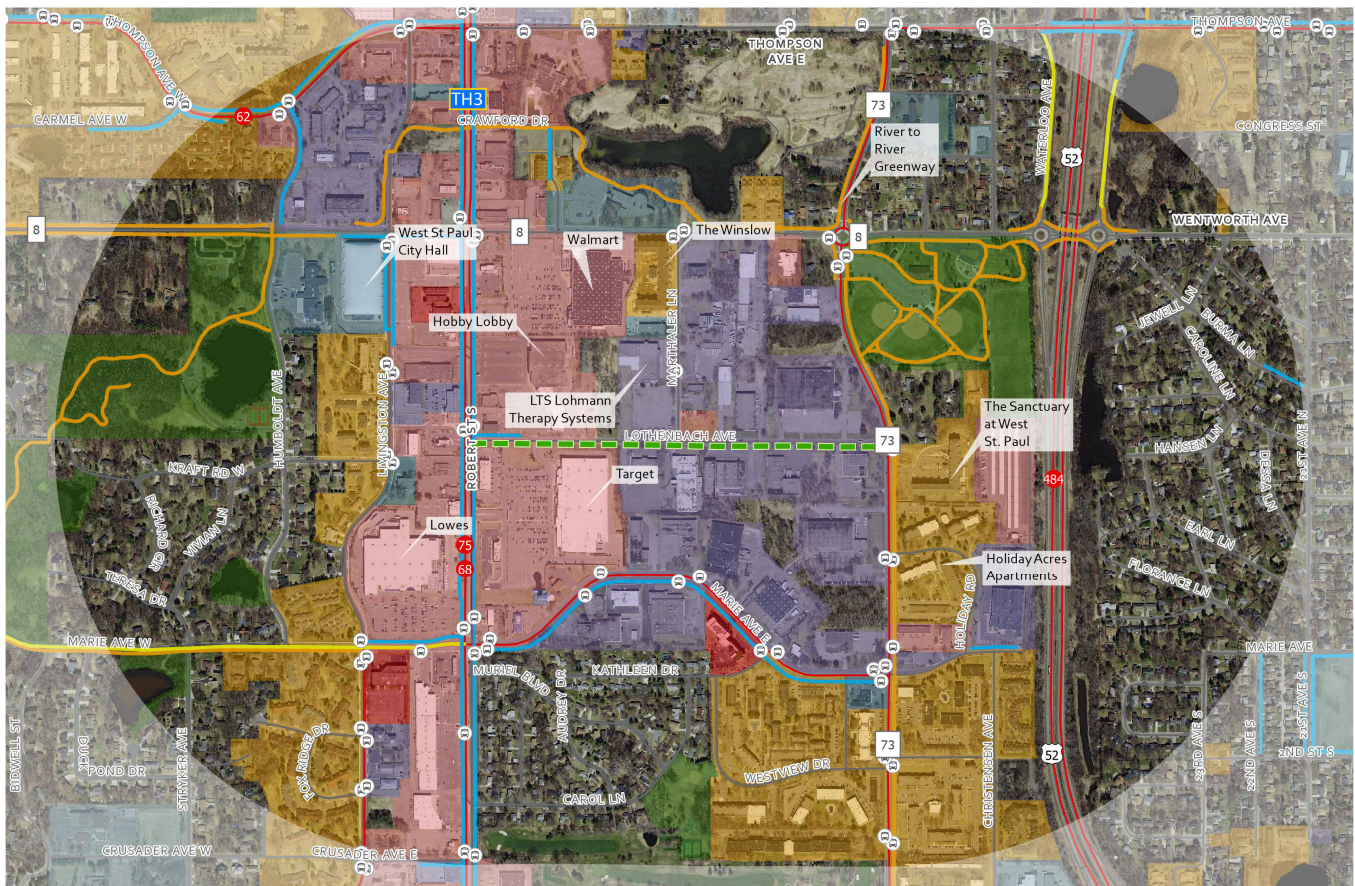 THOMPSON AVE W
THOMPSON
AVE E
THOMPSON AVE
TH3
62
CARMEL AVE W
CRAWFORD DR
73
River to
River
Greenway
WATERLOO AVE
52
CONGRESS ST
8
West St Paul
City Hall
8
Walmart
The Winslow
8
WENTWORTH AVE
Hobby Lobby
MARTHALER LN
JEWELL LN
BURMA LN
CAROLINE LN
HUMBOLDT AVE
LIVINGSTON AVE
ROBERT ST S
LTS Lohmann
Therapy Systems
LOTHENBACH AVE
73
The Sanctuary
at West
St. Paul
HANSEN LN
DESSA LN
21ST AVE N
KRAFT RD W
RICHARD CIR
VIVIAN LN
TERESA DR
Target
484
Lowes
75
68
EARL LN
FLORANCE LN
Holiday Acres
Apartments
HOLIDAY RD
MARIE AVE W
MARIE AVE E
MARIE AVE
MURIEL BLVD
AUDREY DR
KATHLEEN DR
BIDWELL ST
DUCK
POND DR
STRYKER AVE
FOX RIDGE DR
73
WESTVIEW DR
CHRISTENSEN AVE
52
23RD AVE S
22ND AVE S
21ST AVE S
2ND ST S
CAROL LN
CRUSADER AVE W
CRUSADER AVE E